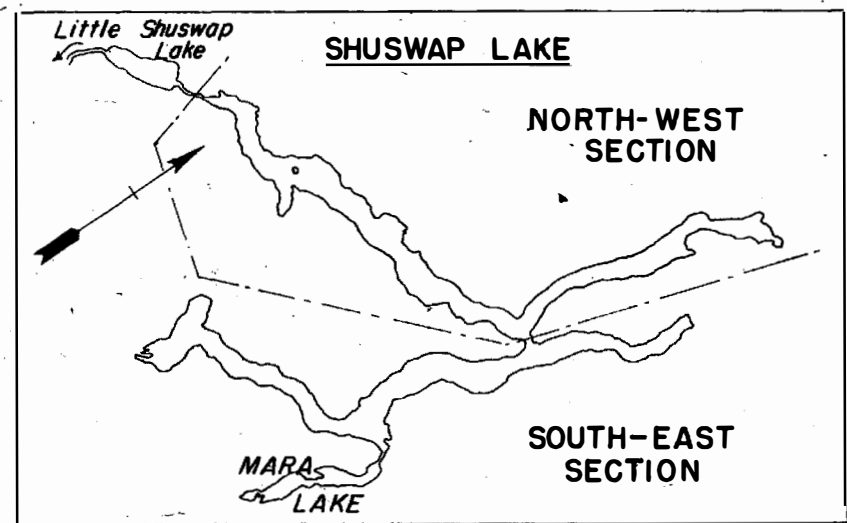 Little Shuswap
Lake
SHUSWAP LAKE
NORTH-WEST
SECTION
SOUTH-EAST
SECTION
MARA
LAKE